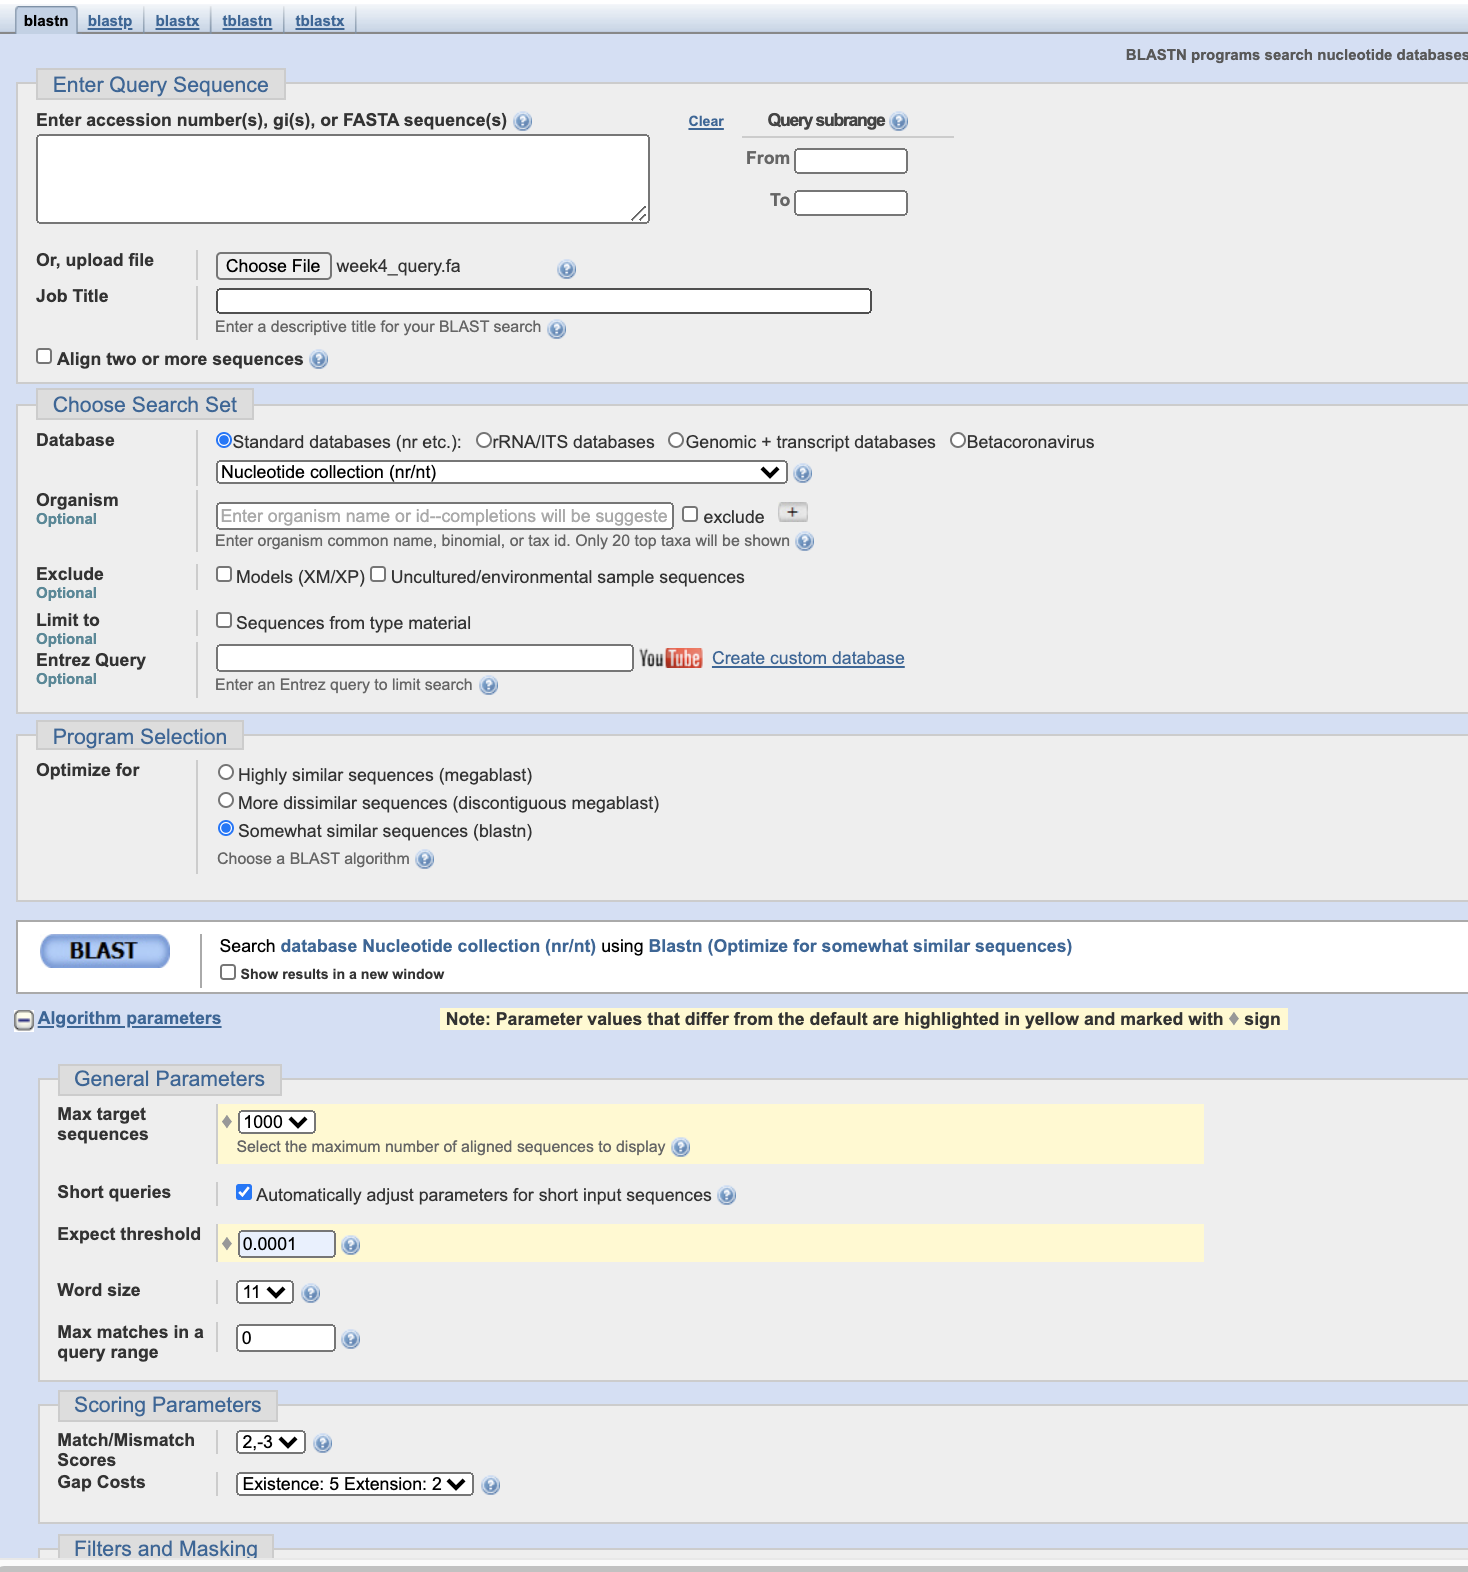 blastn blastp blastx tblastn tblastx
BLASTN programs search nucleotide databases
Enter Query Sequence
Enter accession number(s), gi(s), or FASTA sequence(s) Clear Query subrange
From
To
Or, upload file Choose File week4_query.fa
Job Title
Enter a descriptive title for your BLAST search
Align two or more sequences
Choose Search Set
Database Standard databases (nr etc.): rRNA/ITS databases Genomic + transcript databases Betacoronavirus
Nucleotide collection (nr/nt)
Organism
Optional
Enter organism name or id--completions will be suggeste exclude +
Enter organism common name, binomial, or tax id. Only 20 top taxa will be shown
Exclude Models (XM/XP) Uncultured/environmental sample sequences
Optional
Limit to Sequences from type material
Optional
Entrez Query YouTube Create custom database
Optional
Enter an Entrez query to limit search
Program Selection
Optimize for Highly similar sequences (megablast)
More dissimilar sequences (discontiguous megablast)
Somewhat similar sequences (blastn)
Choose a BLAST algorithm
BLAST Search database Nucleotide collection (nr/nt) using Blastn (Optimize for somewhat similar sequences)
Show results in a new window
Algorithm parameters Note: Parameter values that differ from the default are highlighted in yellow and marked with ♦ sign
General Parameters
Max target
sequences
♦ 1000
Select the maximum number of aligned sequences to display
Short queries Automatically adjust parameters for short input sequences
Expect threshold ♦ 0.0001
Word size 11
Max matches in a
query range
0
Scoring Parameters
Match/Mismatch
Scores
2,-3
Gap Costs Existence: 5 Extension: 2
Filters and Masking